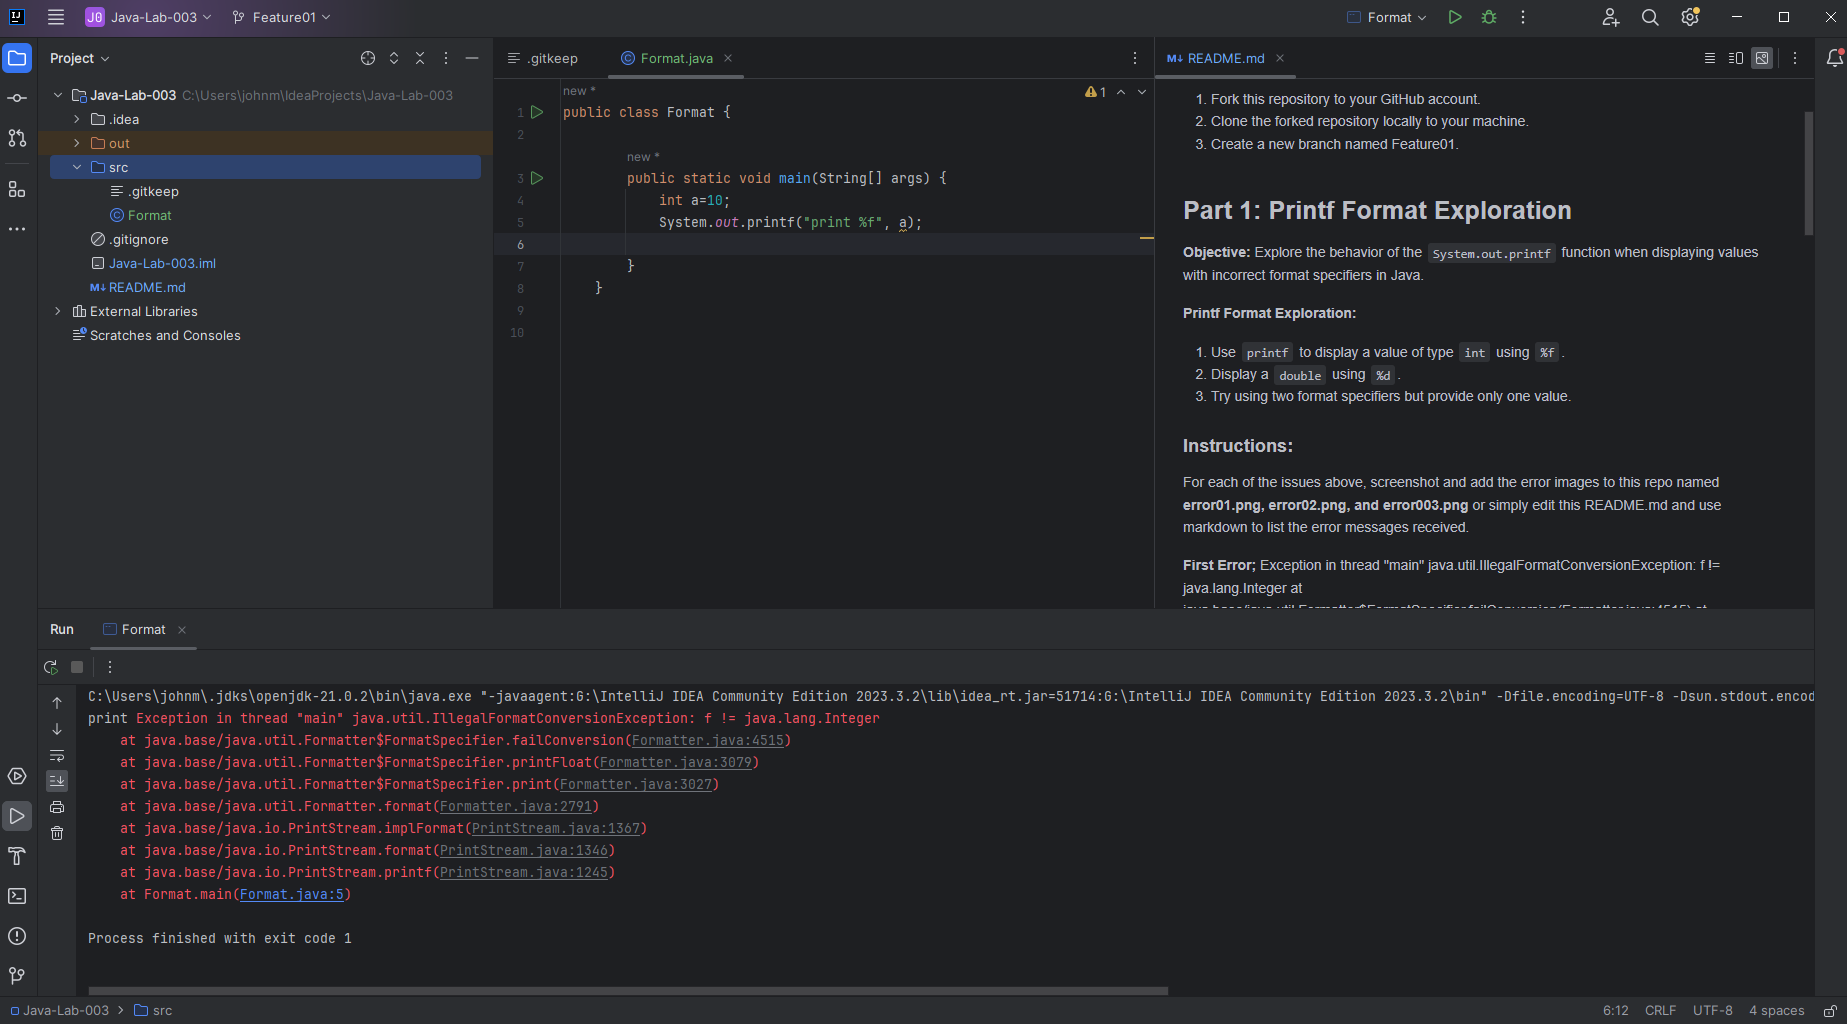 J0 Java-Lab-003 Feature01 Format
Project
Java-Lab-003 C:\Users\johnm\IdeaProjects\Java-Lab-003
.idea
out
src
.gitkeep
Format
.gitignore
Java-Lab-003.iml
README.md
External Libraries
Scratches and Consoles
.gitkeep Format.java
new *
1
1 public class Format {
2
new *
3 public static void main(String[] args) {
4 int a=10;
5 System.out.printf("print %f", a);
6
7 }
8 }
9
10
README.md
1. Fork this repository to your GitHub account.
2. Clone the forked repository locally to your machine.
3. Create a new branch named Feature01.
Part 1: Printf Format Exploration
Objective: Explore the behavior of the System.out.printf function when displaying values
with incorrect format specifiers in Java.
Printf Format Exploration:
1. Use printf to display a value of type int using %f.
2. Display a double using %d.
3. Try using two format specifiers but provide only one value.
Instructions:
For each of the issues above, screenshot and add the error images to this repo named
error01.png, error02.png, and error003.png or simply edit this README.md and use
markdown to list the error messages received.
First Error; Exception in thread "main" java.util.IllegalFormatConversionException: f !=
java.lang.Integer at
java.base/java.util.Formatter$FormatSpecifier.failConversion(Formatter.java:4515) at
Run Format
C:\Users\johnm\.jdks\openjdk-21.0.2\bin\java.exe "-javaagent:G:\IntelliJ IDEA Community Edition 2023.3.2\lib\idea_rt.jar=51714:G:\IntelliJ IDEA Community Edition 2023.3.2\bin" -Dfile.encoding=UTF-8 -Dsun.stdout.encod
print Exception in thread "main" java.util.IllegalFormatConversionException: f != java.lang.Integer
at java.base/java.util.Formatter$FormatSpecifier.failConversion(Formatter.java:4515)
at java.base/java.util.Formatter$FormatSpecifier.printFloat(Formatter.java:3079)
at java.base/java.util.Formatter$FormatSpecifier.print(Formatter.java:3027)
at java.base/java.util.Formatter.format(Formatter.java:2791)
at java.base/java.io.PrintStream.implFormat(PrintStream.java:1367)
at java.base/java.io.PrintStream.format(PrintStream.java:1346)
at java.base/java.io.PrintStream.printf(PrintStream.java:1245)
at Format.main(Format.java:5)
Process finished with exit code 1
Java-Lab-003 > src
6:12 CRLF UTF-8 4 spaces